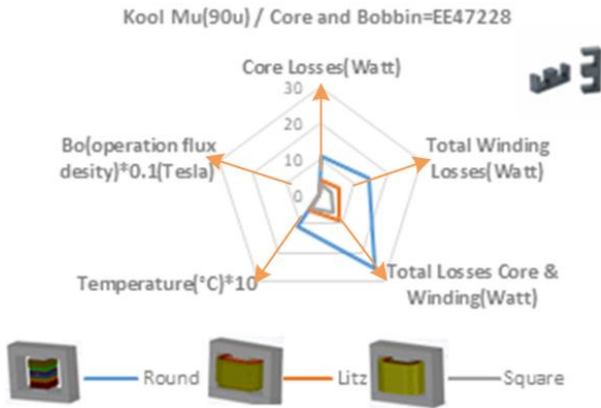 Kool Mu(90u) / Core and Bobbin=EE47228
Core Losses(Watt)
30
20
10
0
Bo(operation flux
desity)*0.1(Tesla)
Total Winding
Losses(Watt)
Temperature(°C)*10
Total Losses Core &
Winding(Watt)
Round
Litz
Square